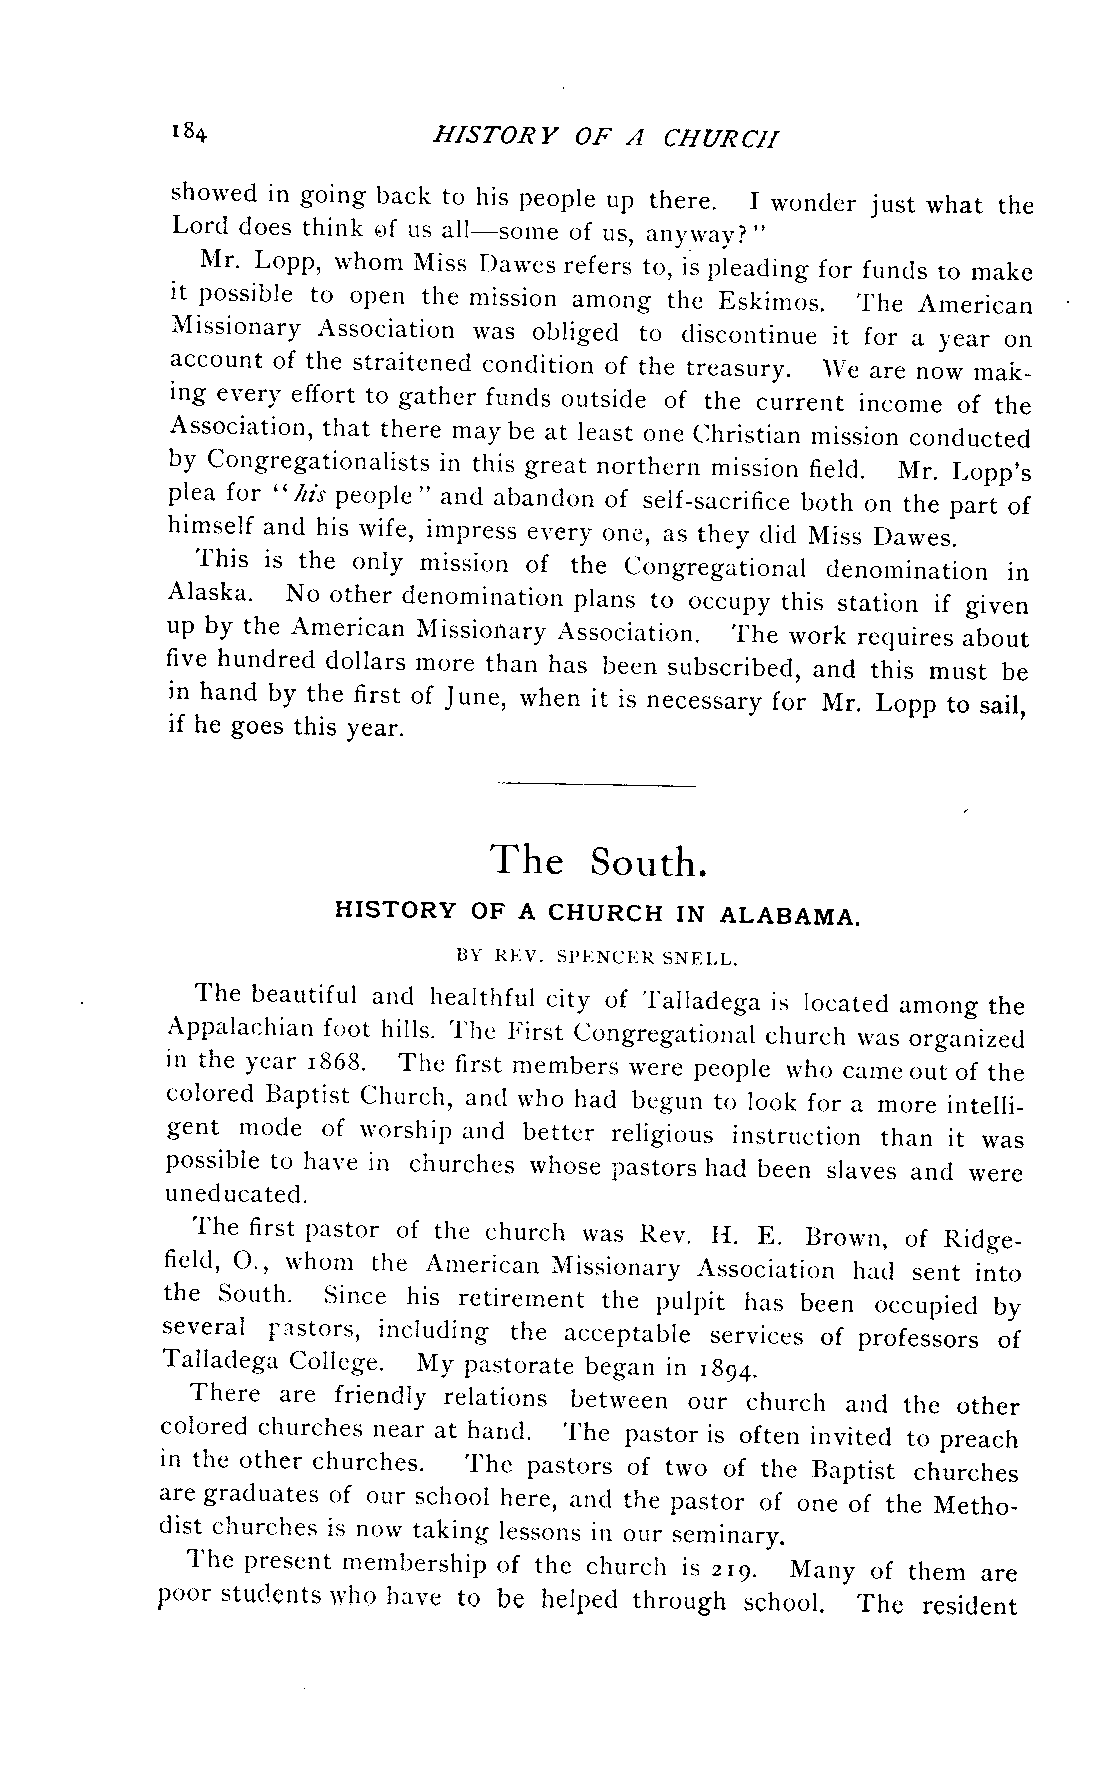 184 HISTORY OF A CHURCH
showed in going back to his people up there. I wonder just what the
Lord does think of us all—some of us, anyway?"
Mr. Lopp, whom Miss Dawes refers to, is pleading for funds to make
it possible to open the mission among the Eskimos. The American
Missionary Association was obliged to discontinue it for a year on
account of the straitened condition of the treasury. We are now mak-
ing every effort to gather funds outside of the current income of the
Association, that there may be at least one Christian mission conducted
by Congregationalists in this great northern mission field. Mr. Lopp's
plea for "his people" and abandon of self-sacrifice both on the part of
himself and his wife, impress every one, as they did Miss Dawes.
This is the only mission of the Congregational denomination in
Alaska. No other denomination plans to occupy this station if given
up by the American Missionary Association. The work requires about
five hundred dollars more than has been subscribed, and this must be
in hand by the first of June, when it is necessary for Mr. Lopp to sail,
if he goes this year.
The South.
HISTORY OF A CHURCH IN ALABAMA.
BY REV. SPENCER SNELL.
The beautiful and healthful city of Talladega is located among the
Appalachian foot hills. The First Congregational church was organized
in the year 1868. The first members were people who came out of the
colored Baptist Church, and who had begun to look for a more intelli-
gent mode of worship and better religious instruction than it was
possible to have in churches whose pastors had been slaves and were
uneducated.
The first pastor of the church was Rev. H. E. Brown, of Ridge-
field, O., whom the American Missionary Association had sent into
the South. Since his retirement the pulpit has been occupied by
several pastors, including the acceptable services of professors of
Talladega College. My pastorate began in 1894.
There are friendly relations between our church and the other
colored churches near at hand. The pastor is often invited to preach
in the other churches. The pastors of two of the Baptist churches
are graduates of our school here, and the pastor of one of the Metho-
dist churches is now taking lessons in our seminary.
The present membership of the church is 219. Many of them are
poor students who have to be helped through school. The resident